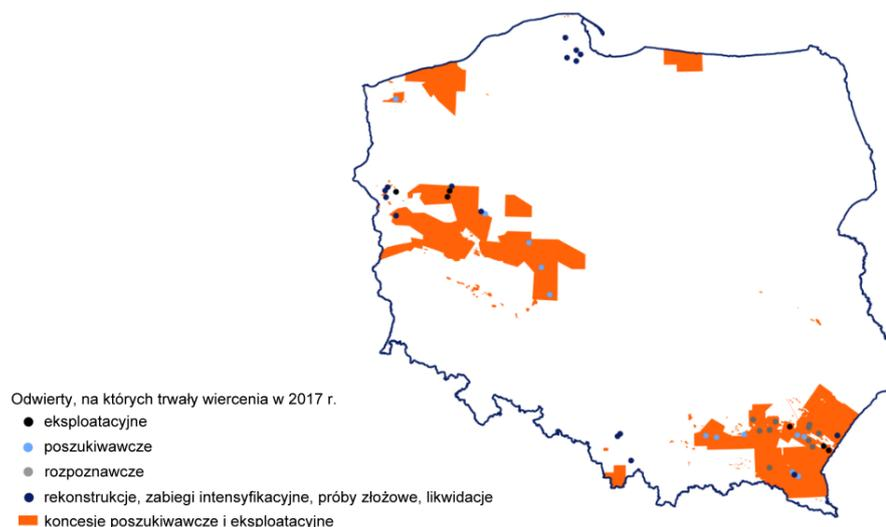 Odwierty, na których trwały wiercenia w 2017 r.
eksploatacyjne
poszukiwawcze
rozpoznawcze
rekonstrukcje, zabiegi intensyfikacyjne, próby złożowe, likwidacje
koncesje poszukiwawcze i eksploatacyjne